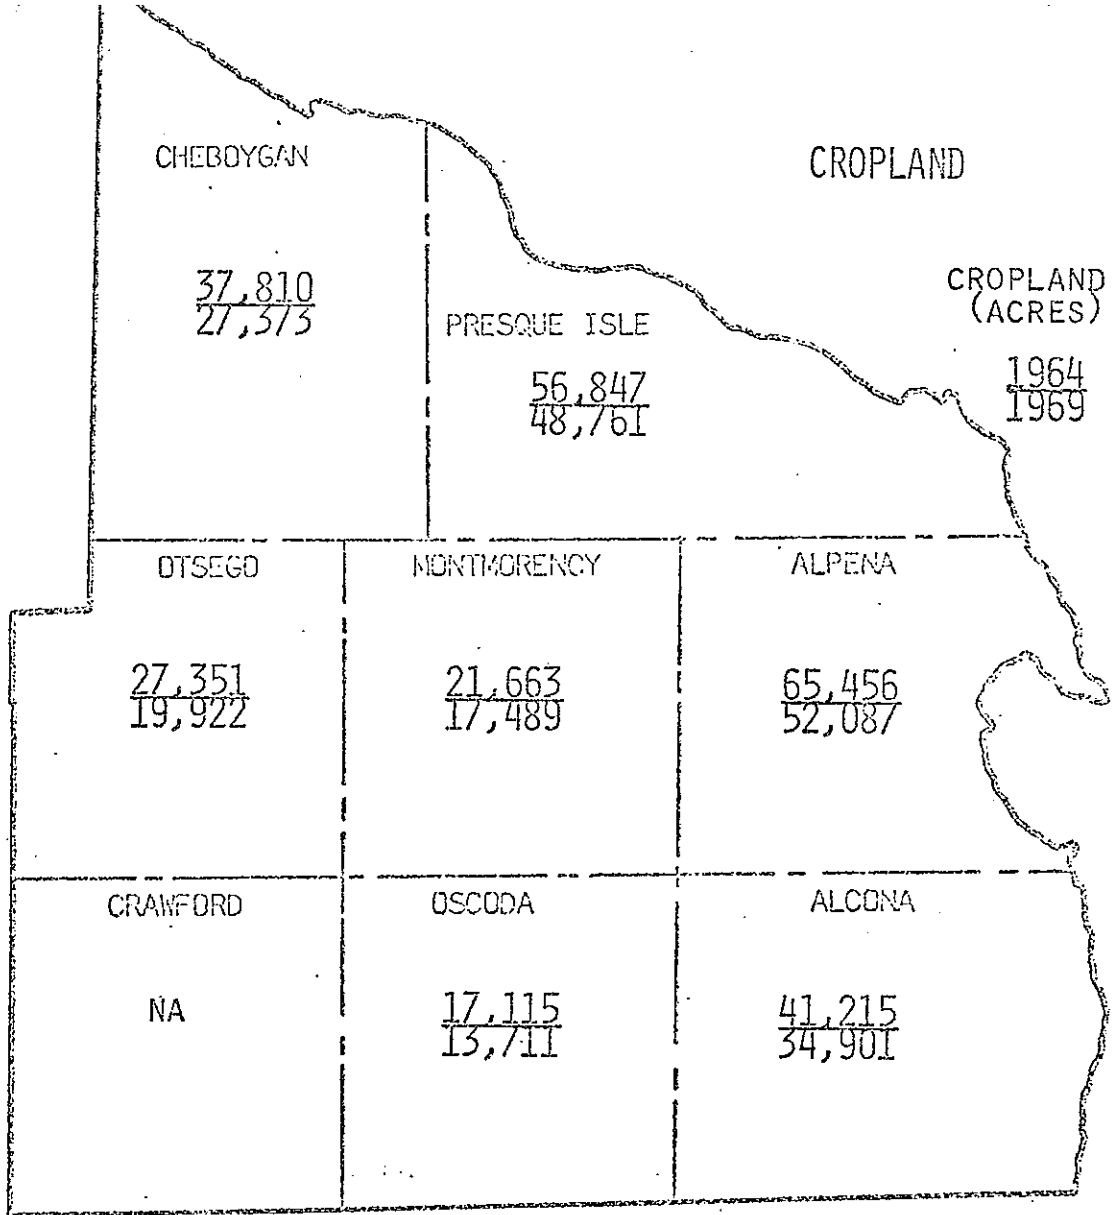 CHEBOYGAN
37,810
27,373
CROPLAND
CROPLAND
(ACRES)
1964
1969
PRESQUE ISLE
56,847
48,761
OTSEGO
27,351
19,922
MONTMORENCY
21,663
17,489
ALPENA
65,456
52,087
CRAWFORD
NA
OSCODA
17,115
13,711
ALCONA
41,215
34,901